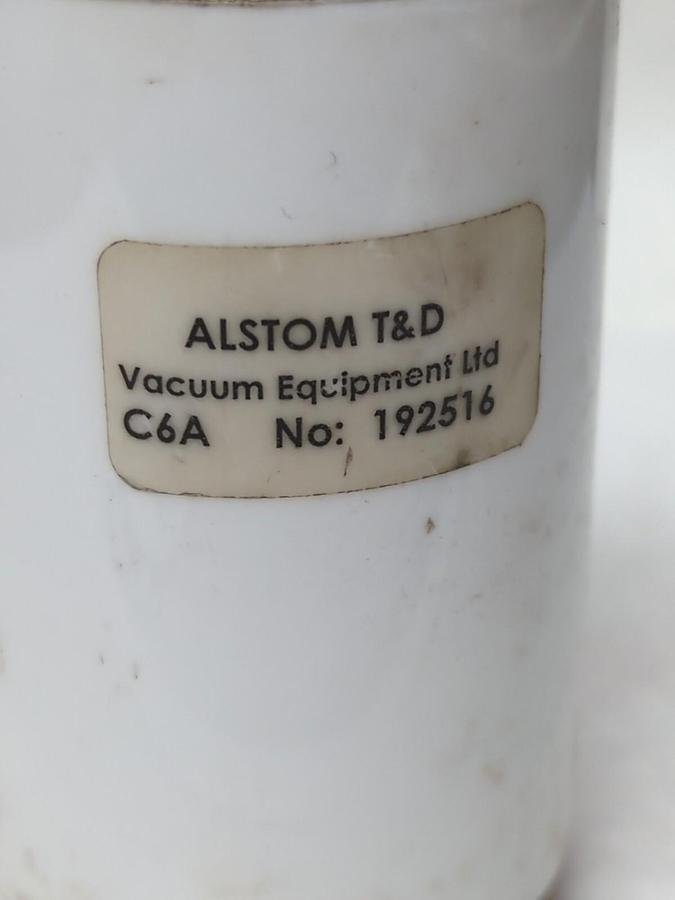 ALSTOM T&D
Vacuum Equipment Ltd
C6A No: 192516